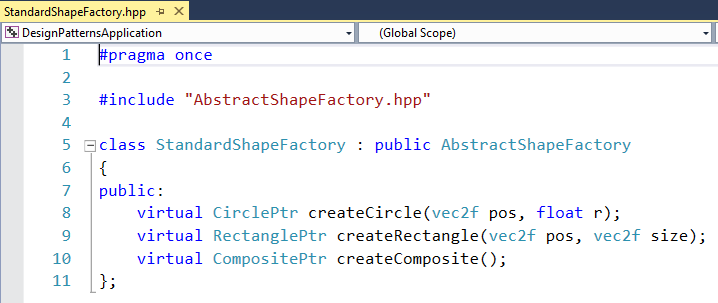 StandardShapeFactory.hpp
DesignPatternsApplication (Global Scope)
1 #pragma once
2
3 #include "AbstractShapeFactory.hpp"
4
5 class StandardShapeFactory : public AbstractShapeFactory
6 {
7 public:
8 virtual CirclePtr createCircle(vec2f pos, float r);
9 virtual RectanglePtr createRectangle(vec2f pos, vec2f size);
10 virtual CompositePtr createComposite();
11 };